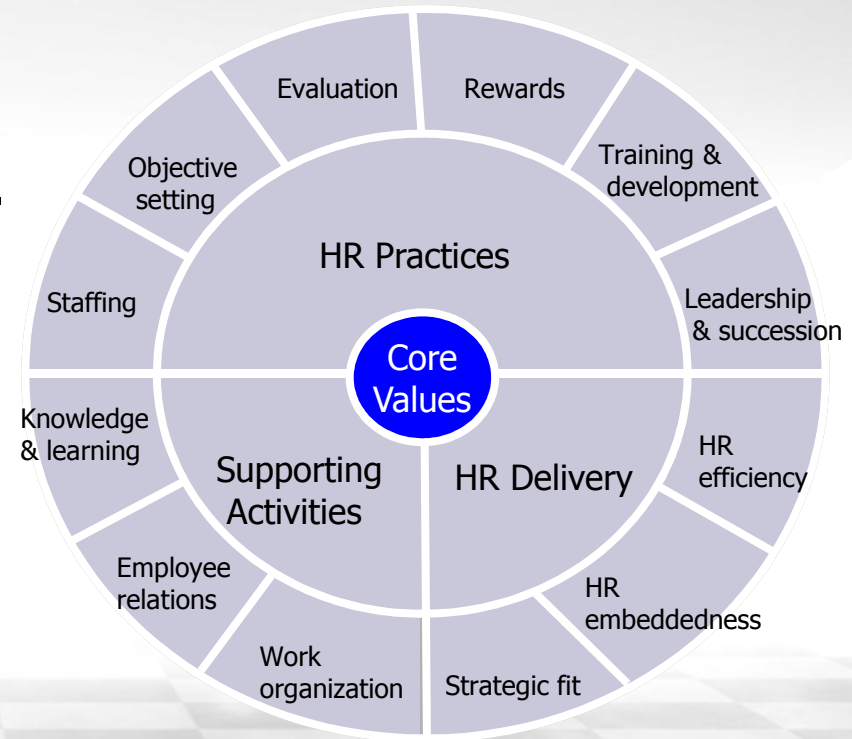 Evaluation
Rewards
Objective
setting
Training &
development
HR Practices
Staffing
Leadership
& succession
Core
Values
Knowledge
& learning
Supporting
Activities
HR Delivery
HR
efficiency
Employee
relations
HR
embeddedness
Work
organization
Strategic fit